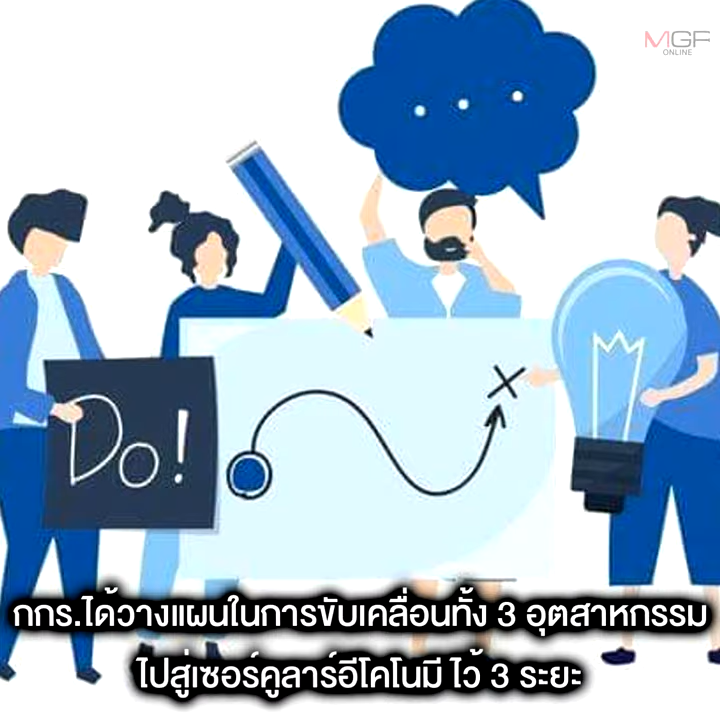 MGF
ONLINE
Do!
กกร.ได้วางแผนในการขับเคลื่อนทั้ง 3 อุตสาหกรรม
ไปสู่เซอร์คูลาร์อีโคโนมี ไว้ 3 ระยะ